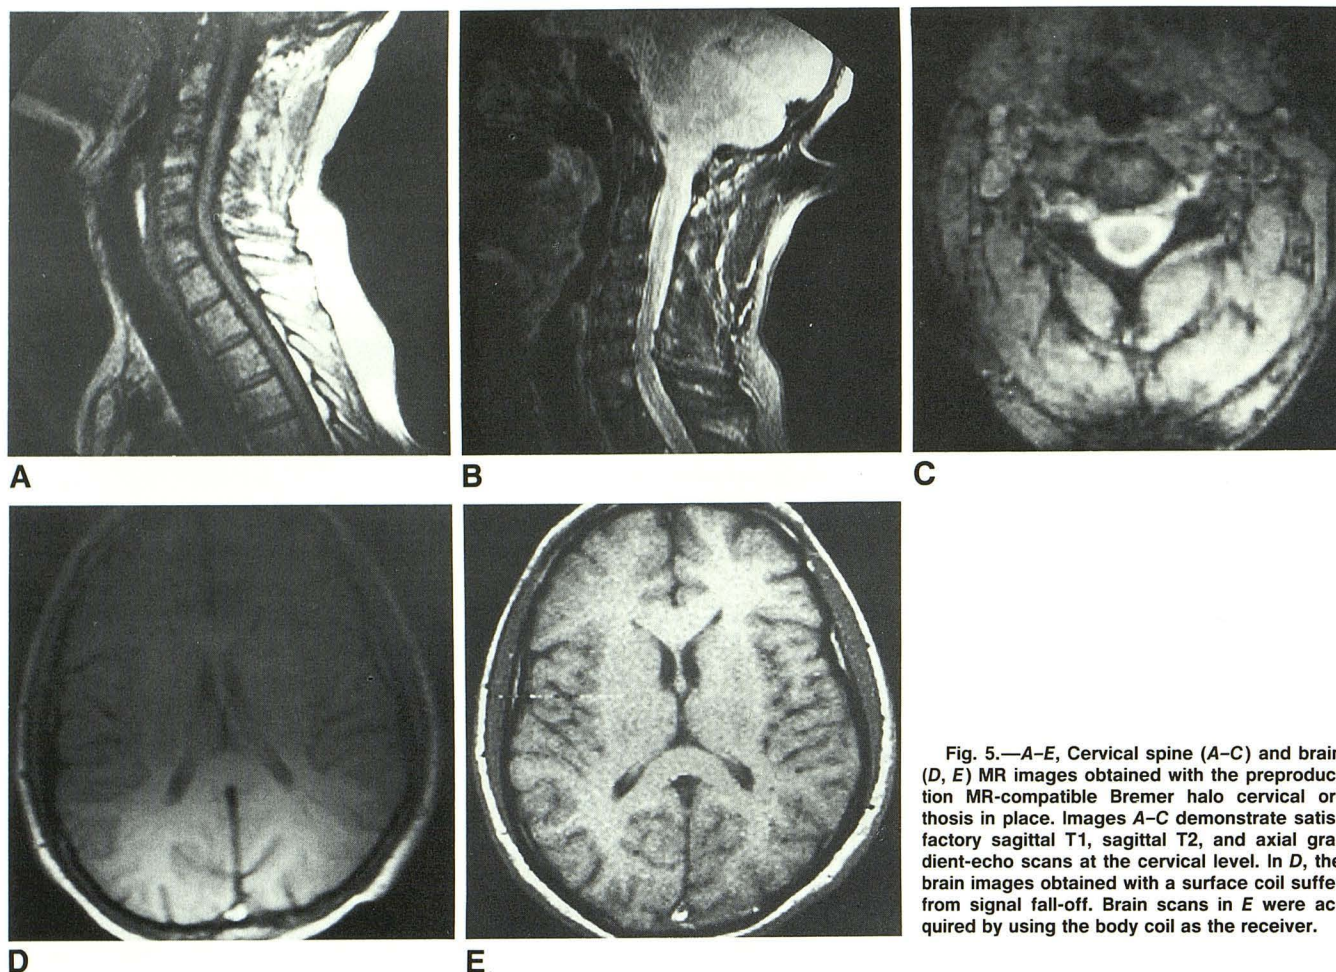 A
B
C
D
E
Fig. 5.—A–E, Cervical spine (A–C) and brain
(D, E) MR images obtained with the preproduc-
tion MR-compatible Bremer halo cervical or-
thosis in place. Images A–C demonstrate satis-
factory sagittal T1, sagittal T2, and axial gra-
dient-echo scans at the cervical level. In D, the
brain images obtained with a surface coil suffe
from signal fall-off. Brain scans in E were ac-
quired by using the body coil as the receiver.